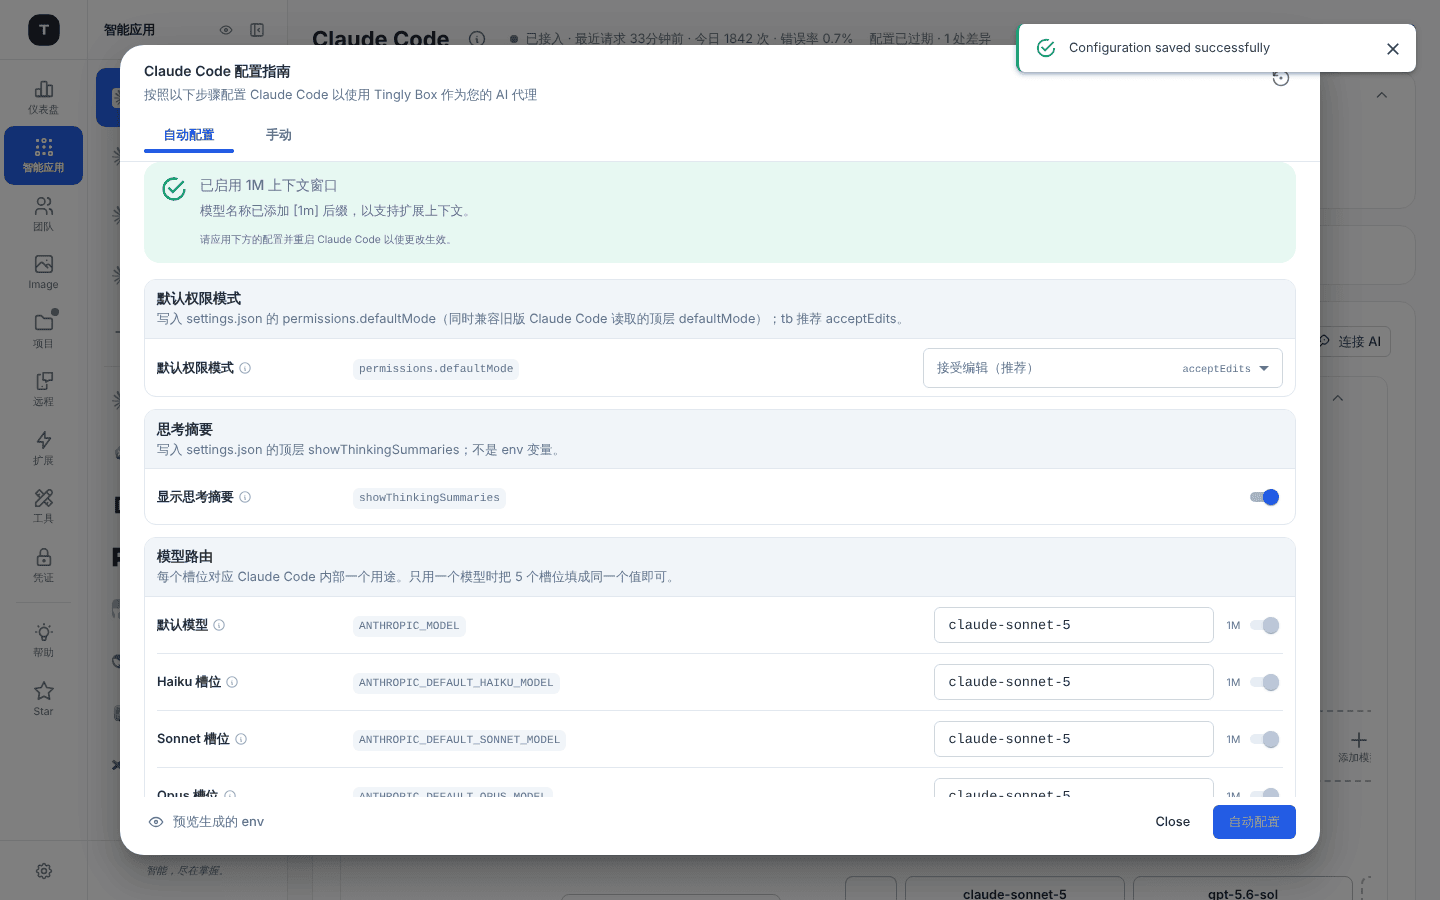 T
智能应用
Claude Code
已接入 · 最近请求 33分钟前 · 今日 1842 次 · 错误率 0.7%
配置已过期 · 1 处差异
Configuration saved successfully
Claude Code 配置指南
按照以下步骤配置 Claude Code 以使用 Tingly Box 作为您的 AI 代理
自动配置
手动
仪表盘
智能应用
团队
Image
项目
远程
扩展
工具
凭证
帮助
Star
已启用 1M 上下文窗口
模型名称已添加 [1m] 后缀，以支持扩展上下文。
请应用下方的配置并重启 Claude Code 以使更改生效。
默认权限模式
写入 settings.json 的 permissions.defaultMode（同时兼容旧版 Claude Code 读取的顶层 defaultMode）；tb 推荐 acceptEdits。
默认权限模式
permissions.defaultMode
接受编辑（推荐）
acceptEdits
连接 AI
思考摘要
写入 settings.json 的顶层 showThinkingSummaries；不是 env 变量。
显示思考摘要
showThinkingSummaries
模型路由
每个槽位对应 Claude Code 内部一个用途。只用一个模型时把 5 个槽位填成同一个值即可。
默认模型
ANTHROPIC_MODEL
claude-sonnet-5
1M
Haiku 槽位
ANTHROPIC_DEFAULT_HAIKU_MODEL
claude-sonnet-5
1M
Sonnet 槽位
ANTHROPIC_DEFAULT_SONNET_MODEL
claude-sonnet-5
1M
Opus 槽位
ANTHROPIC_DEFAULT_OPUS_MODEL
claude-sonnet-5
1M
添加模
预览生成的 env
Close
自动配置
智能，尽在掌握。
claude-sonnet-5
gpt-5.6-sol